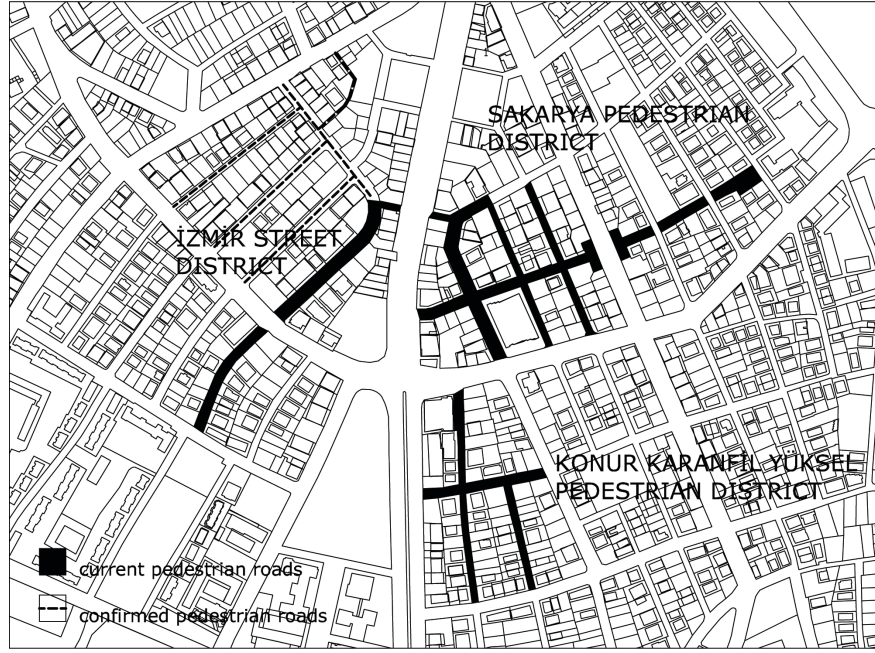 SAKARYA PEDESTRIAN
DISTRICT
İZMİR STREET
DISTRICT
KONUR KARANFİL YÜKSEL
PEDESTRIAN DISTRICT
current pedestrian roads
confirmed pedestrian roads